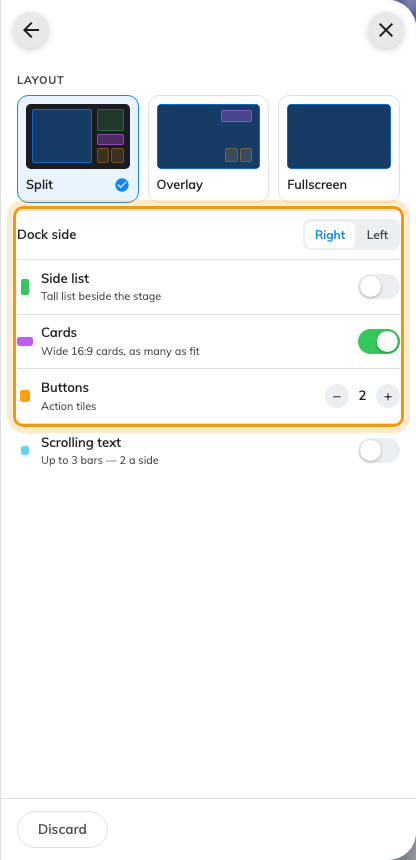 LAYOUT
Split
Overlay
Fullscreen
Dock side
Right
Left
Side list
Tall list beside the stage
Cards
Wide 16:9 cards, as many as fit
Buttons
Action tiles
− 2 +
Scrolling text
Up to 3 bars — 2 a side
Discard